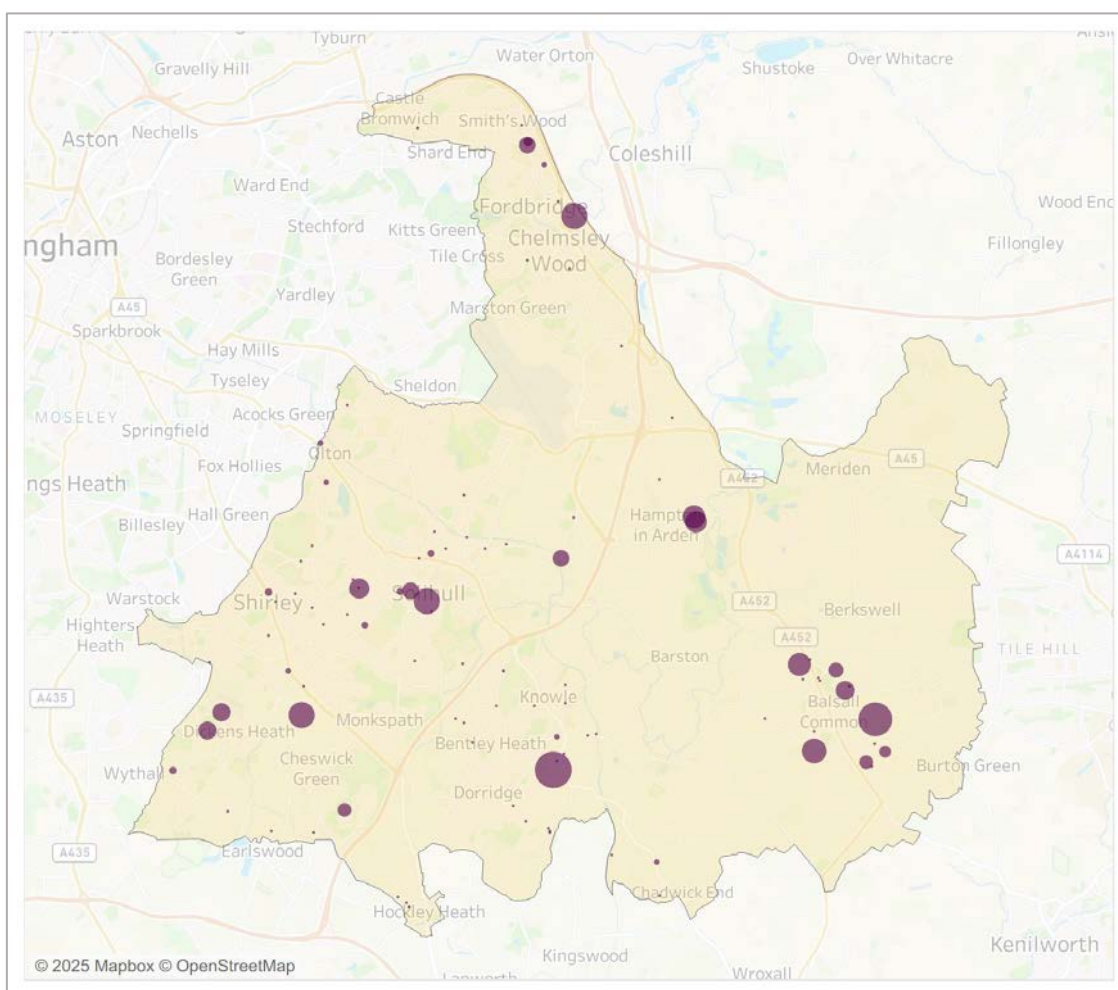 Tyburn
Gravelly Hill
Water Orton
Shustoke
Over Whitacre
Castle
Bromwich
Smith's Wood
Aston
Nechells
Shard End
Coleshill
Ward End
Wood End
Fordbridge
Stechford
Kitts Green
Chelmsley
Wood
Fillongley
ngham
Bordesley
Green
Tile Cross
Yardley
A45
Marston Green
Sparkbrook
Hay Mills
Tyseley
Sheldon
MOSELEY
Acocks Green
Springfield
Olton
Fox Hollies
A45
Meriden
ngs Heath
A452
Billesley
Hall Green
Hampton
in Arden
A4114
Warstock
Shirley
Solihull
A452
Berkswell
Highters
Heath
A452
TILE HILL
Barston
A435
Knowle
Balsall
Common
Monkspath
Dickens Heath
Bentley Heath
Wythall
Cheswick
Green
Burton Green
Dorridge
A435
Earlswood
Chadwick End
Hockley Heath
Kenilworth
Kingswood
© 2025 Mapbox © OpenStreetMap
Lapworth
Wroxall